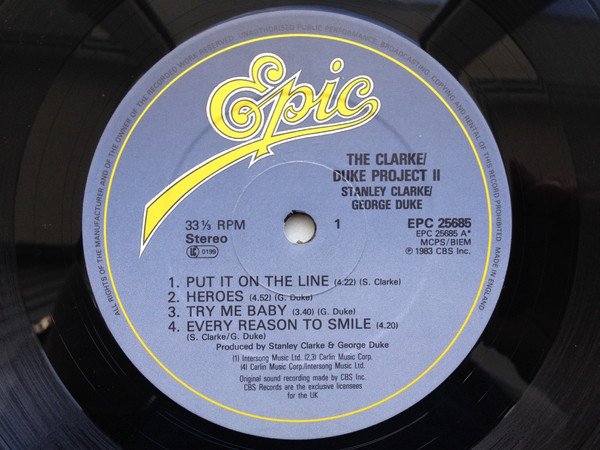 ALL RIGHTS OF THE MANUFACTURER AND OF THE OWNER OF THE RECORDED WORK RESERVED. UNAUTHORISED PUBLIC PERFORMANCE, BROADCASTING, COPYING AND RENTAL OF THIS RECORD PROHIBITED. MADE IN ENGLAND.
Epic
THE CLARKE/
DUKE PROJECT II
STANLEY CLARKE/
GEORGE DUKE
33 ⅓ RPM
Stereo
LC 0199
1
EPC 25685
EPC 25685 A*
MCPS/BIEM
℗ 1983 CBS Inc.
1. PUT IT ON THE LINE (4.22) (S. Clarke)
2. HEROES (4.52) (G. Duke)
3. TRY ME BABY (3.40) (G. Duke)
4. EVERY REASON TO SMILE (4.20)
(S. Clarke/G. Duke)
Produced by Stanley Clarke & George Duke
(1) Intersong Music Ltd. (2,3) Carlin Music Corp.
(4) Carlin Music Corp./Intersong Music Ltd.
Original sound recording made by CBS Inc.
CBS Records are the exclusive licensees
for the UK